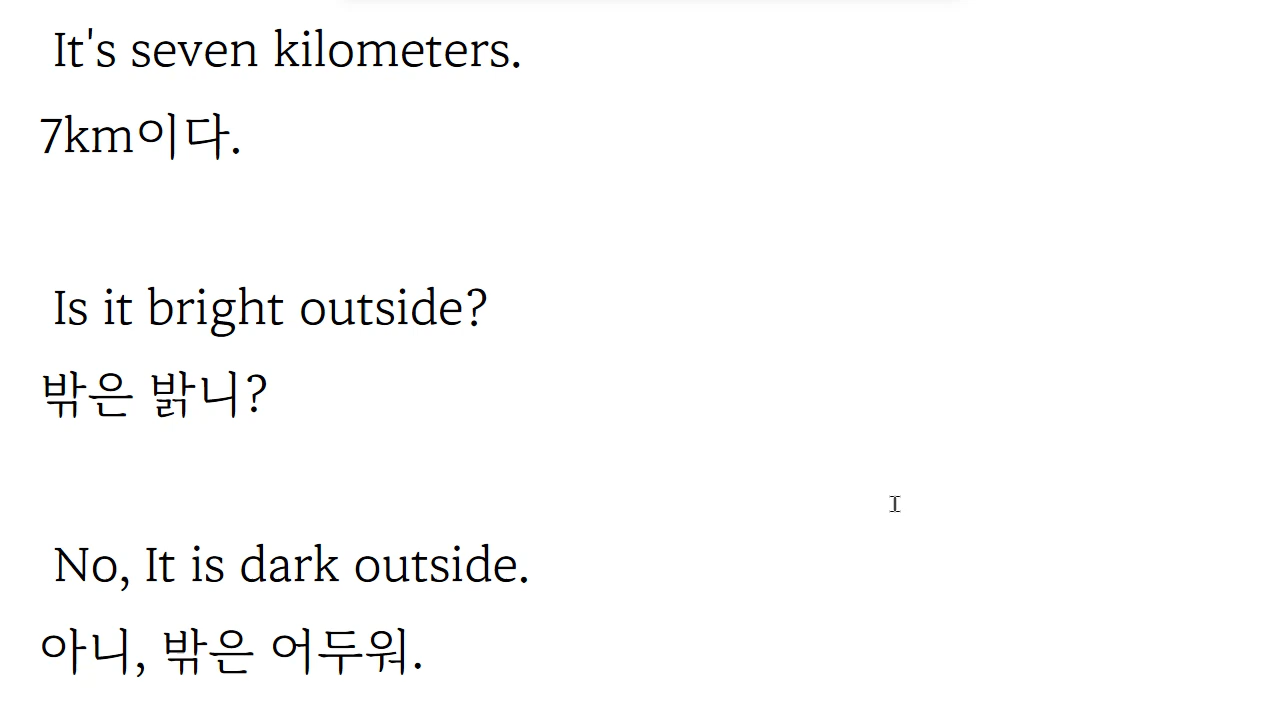 It's seven kilometers.
7km이다.
Is it bright outside?
밖은 밝니?
No, It is dark outside.
아니, 밖은 어두워.